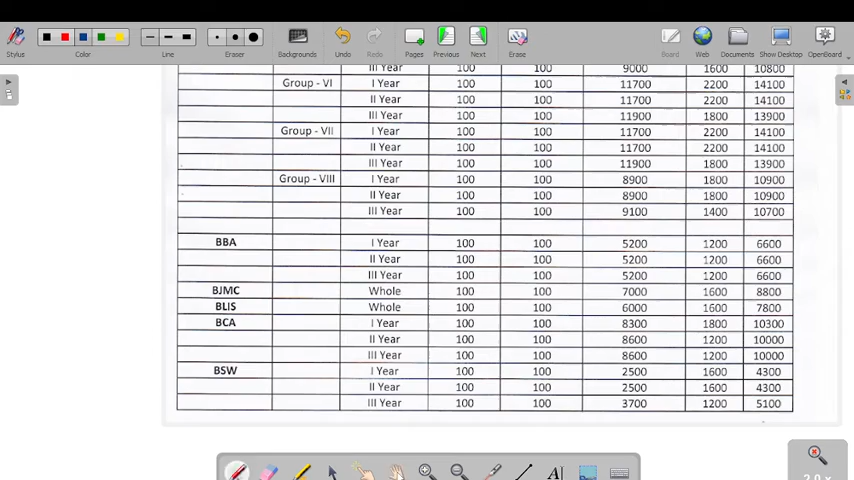 Stylus Color Line Eraser Backgrounds Undo Pages Previous Next Erase Board Web Documents Show Desktop OpenBoard
III Year 100 100 9000 1600 10800
Group - VI I Year 100 100 11700 2200 14100
II Year 100 100 11700 2200 14100
III Year 100 100 11900 1800 13900
Group - VII I Year 100 100 11700 2200 14100
II Year 100 100 11700 2200 14100
III Year 100 100 11900 1800 13900
Group - VIII I Year 100 100 8900 1800 10900
II Year 100 100 8900 1800 10900
III Year 100 100 9100 1400 10700
BBA I Year 100 100 5200 1200 6600
II Year 100 100 5200 1200 6600
III Year 100 100 5200 1200 6600
BJMC Whole 100 100 7000 1600 8800
BLIS Whole 100 100 6000 1600 7800
BCA I Year 100 100 8300 1800 10300
II Year 100 100 8600 1200 10000
III Year 100 100 8600 1200 10000
BSW I Year 100 100 2500 1600 4300
II Year 100 100 2500 1600 4300
III Year 100 100 3700 1200 5100
A
2.0 x